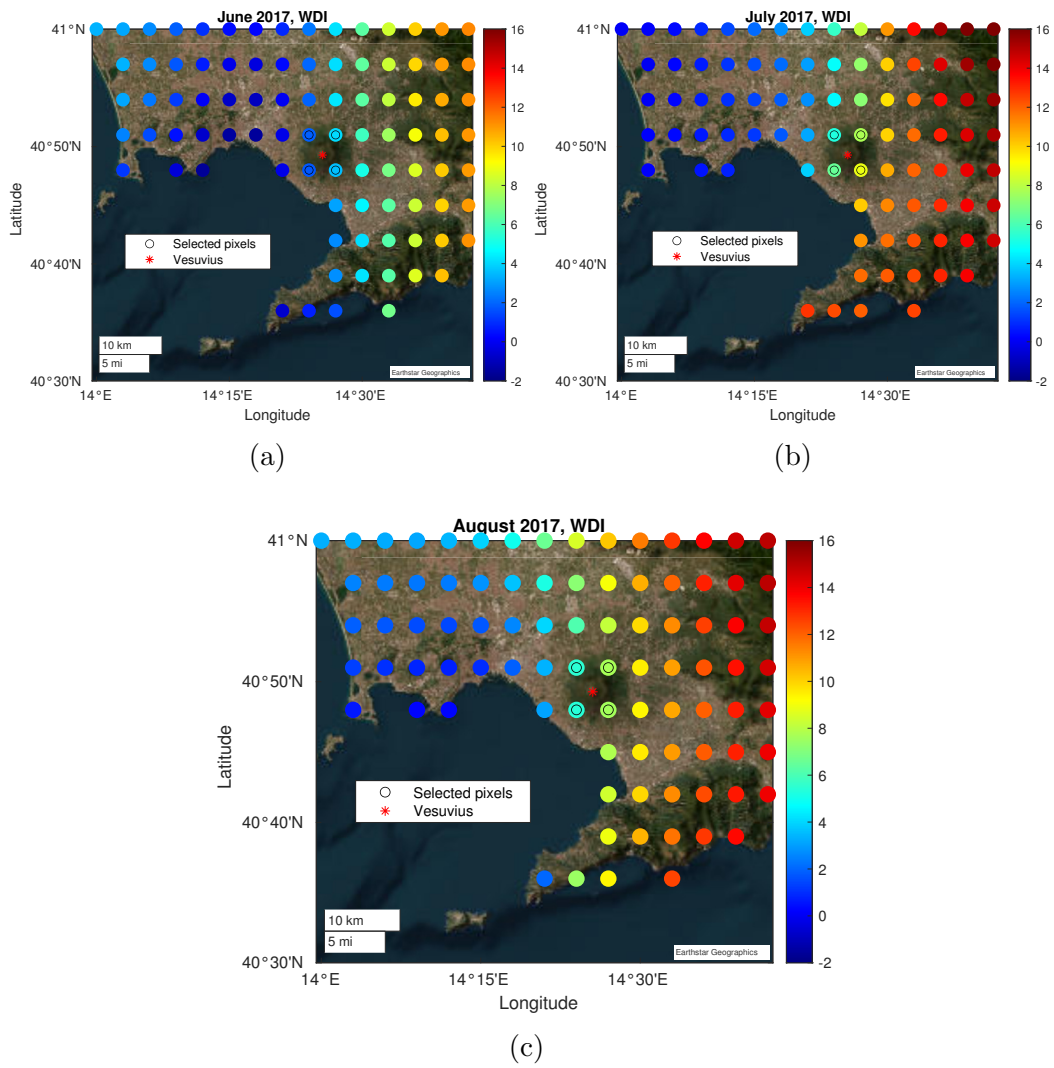 June 2017, WDI
41°N
40°50'N
40°40'N
40°30'N
Latitude
14°E
14°15'E
14°30'E
Longitude
Selected pixels
Vesuvius
10 km
5 mi
Earthstar Geographics
16
14
12
10
8
6
4
2
0
-2
(a)
July 2017, WDI
41°N
40°50'N
40°40'N
40°30'N
Latitude
14°E
14°15'E
14°30'E
Longitude
Selected pixels
Vesuvius
10 km
5 mi
Earthstar Geographics
16
14
12
10
8
6
4
2
0
-2
(b)
August 2017, WDI
41°N
40°50'N
40°40'N
40°30'N
Latitude
14°E
14°15'E
14°30'E
Longitude
Selected pixels
Vesuvius
10 km
5 mi
Earthstar Geographics
16
14
12
10
8
6
4
2
0
-2
(c)